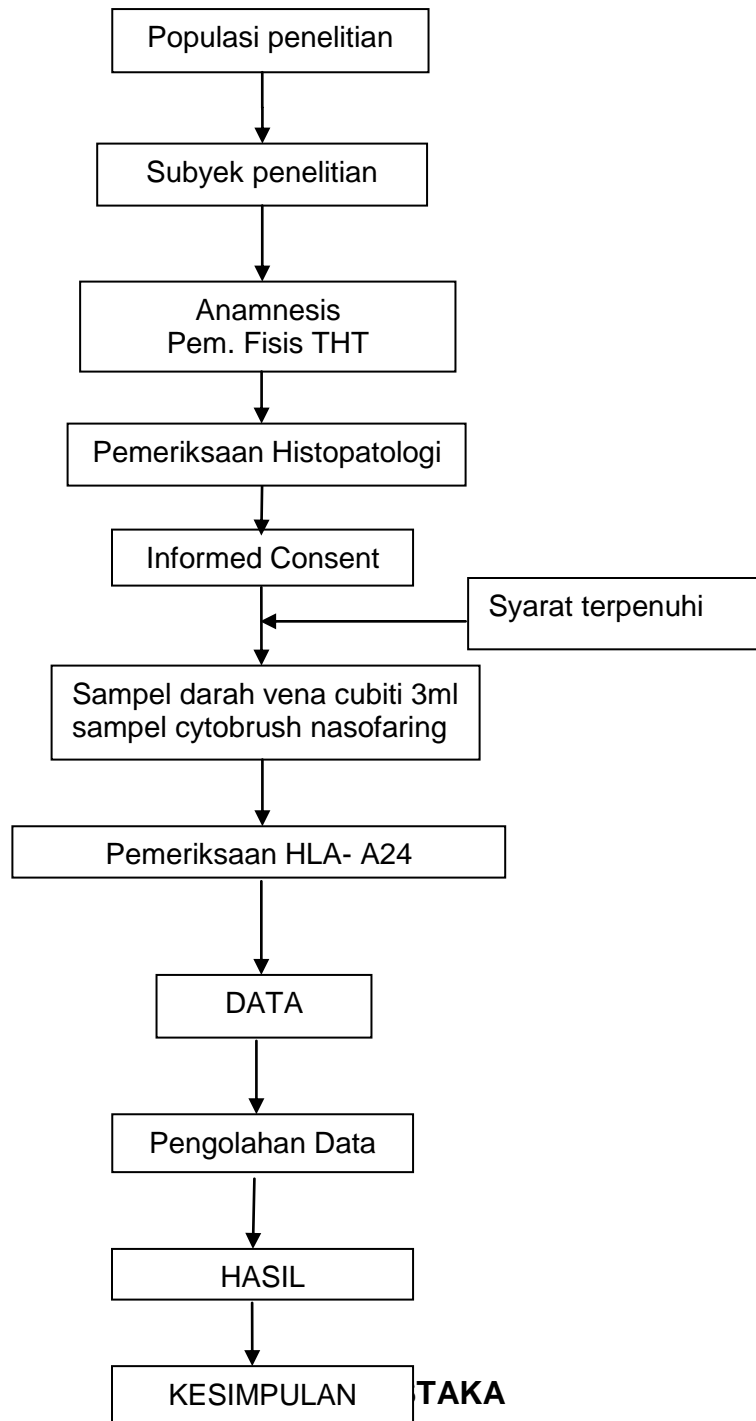 Populasi penelitian
Subyek penelitian
Anamnesis
Pem. Fisis THT
Pemeriksaan Histopatologi
Informed Consent
Syarat terpenuhi
Sampel darah vena cubiti 3ml
sampel cytobrush nasofaring
Pemeriksaan HLA- A24
DATA
Pengolahan Data
HASIL
KESIMPULAN